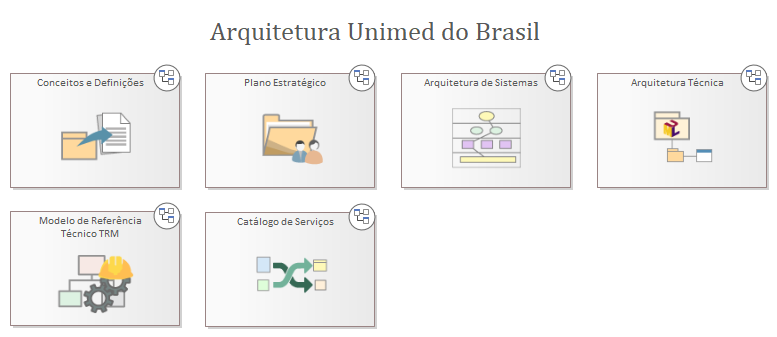 Arquitetura Unimed do Brasil
Conceitos e Definições
Plano Estratégico
Arquitetura de Sistemas
Arquitetura Técnica
Modelo de Referência
Técnico TRM
Catálogo de Serviços